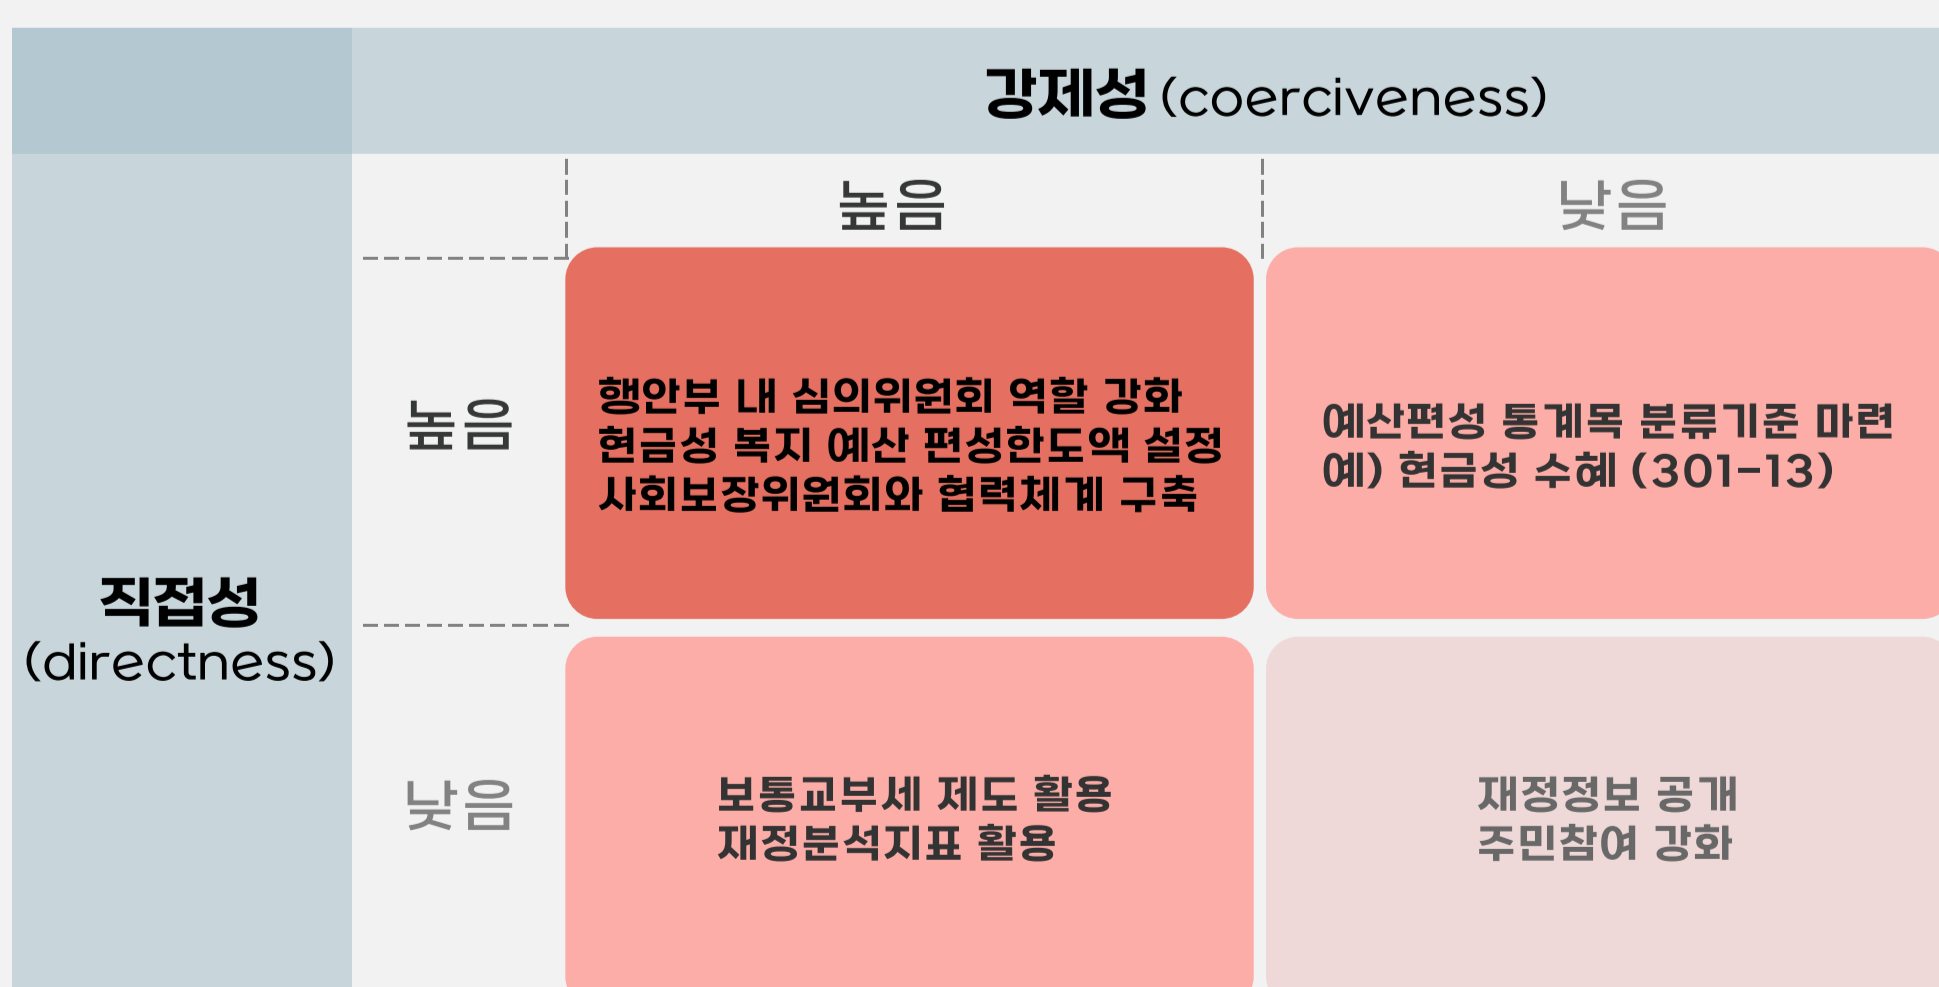 강제성 (coerciveness)
높음
낮음
직접성
(directness)
높음
행안부 내 심의위원회 역할 강화
현금성 복지 예산 편성한도액 설정
사회보장위원회와 협력체계 구축
예산편성 통계목 분류기준 마련
예) 현금성 수혜 (301-13)
낮음
보통교부세 제도 활용
재정분석지표 활용
재정정보 공개
주민참여 강화